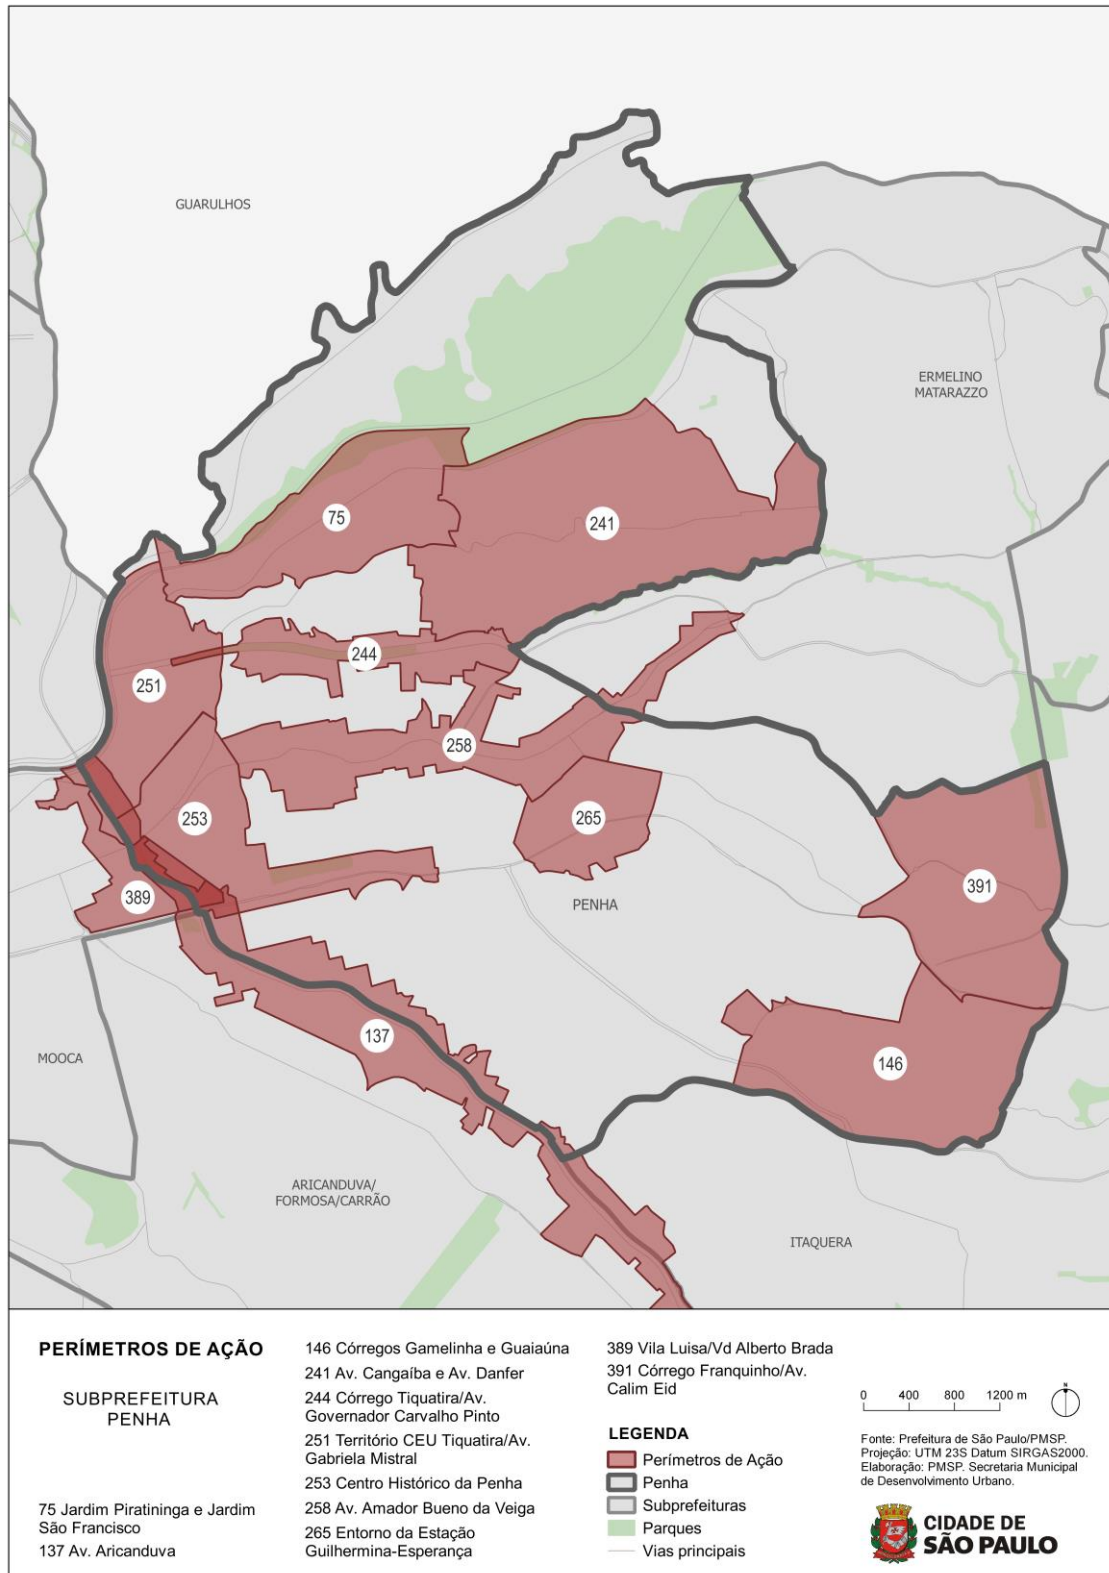 GUARULHOS
ERMELINO
MATARAZZO
75
241
244
251
258
253
265
389
PENHA
391
137
146
MOOCA
ARICANDUVA/
FORMOSA/CARRÃO
ITAQUERA
PERÍMETROS DE AÇÃO
SUBPREFEITURA
PENHA
75 Jardim Piratininga e Jardim
São Francisco
137 Av. Aricanduva
146 Córregos Gamelinha e Guaiaúna
241 Av. Cangaíba e Av. Danfer
244 Córrego Tiquatira/Av.
Governador Carvalho Pinto
251 Território CEU Tiquatira/Av.
Gabriela Mistral
253 Centro Histórico da Penha
258 Av. Amador Bueno da Veiga
265 Entorno da Estação
Guilhermina-Esperança
389 Vila Luisa/Vd Alberto Brada
391 Córrego Franquinho/Av.
Calim Eid
LEGENDA
Perímetros de Ação
Penha
Subprefeituras
Parques
Vias principais
0 400 800 1200 m
N
Fonte: Prefeitura de São Paulo/PMSP.
Projeção: UTM 23S Datum SIRGAS2000.
Elaboração: PMSP. Secretaria Municipal
de Desenvolvimento Urbano.
CIDADE DE
SÃO PAULO